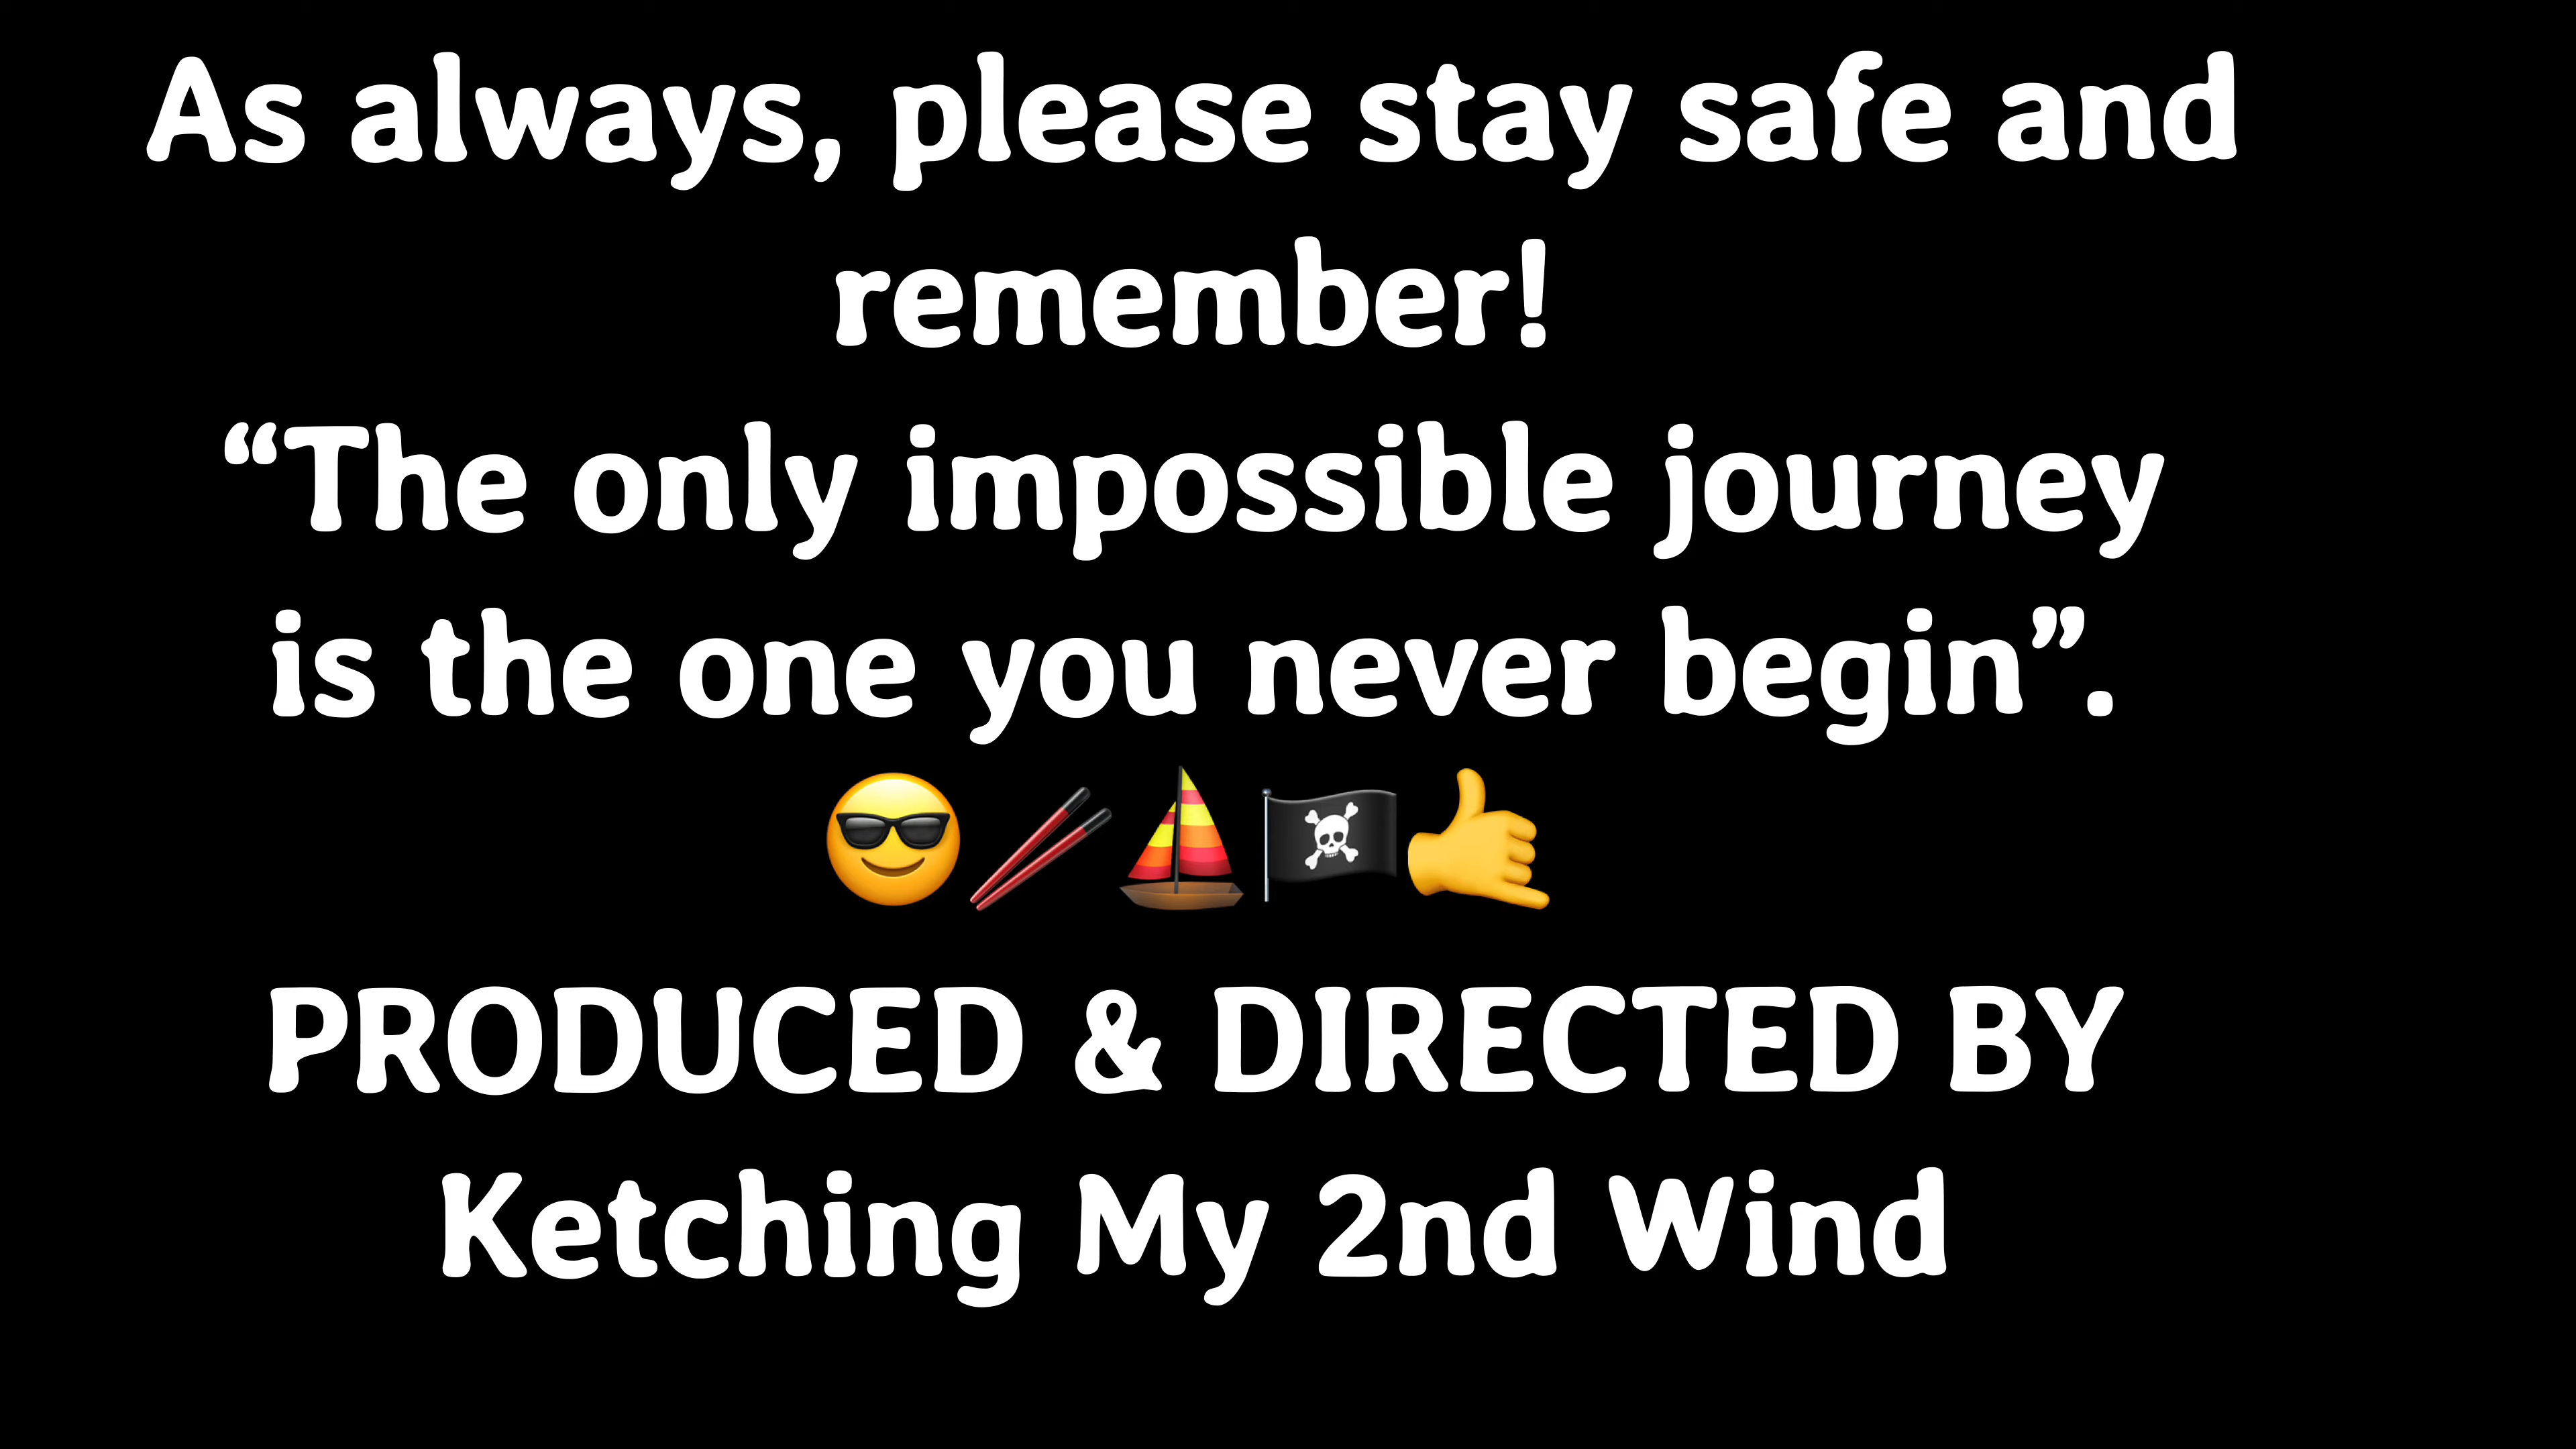 As always, please stay safe and
remember!
“The only impossible journey
is the one you never begin”.
😎🥢⛵🏴‍☠️🤙
PRODUCED & DIRECTED BY
Ketching My 2nd Wind